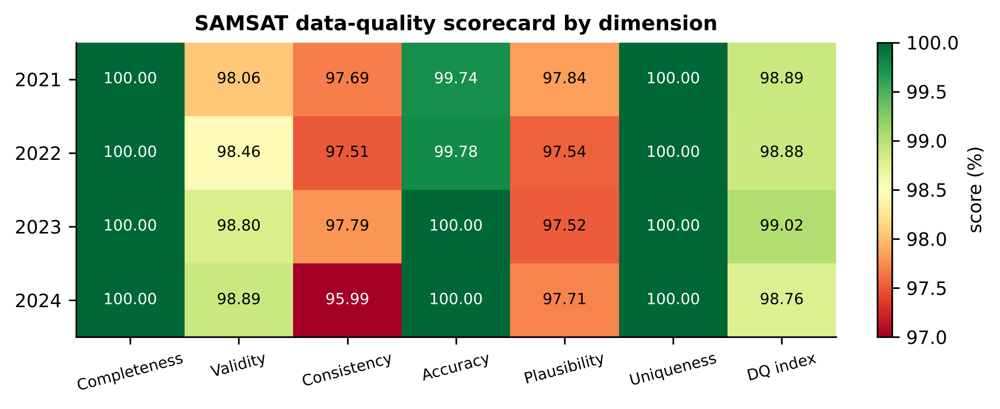 SAMSAT data-quality scorecard by dimension
2021 100.00 98.06 97.69 99.74 97.84 100.00 98.89
2022 100.00 98.46 97.51 99.78 97.54 100.00 98.88
2023 100.00 98.80 97.79 100.00 97.52 100.00 99.02
2024 100.00 98.89 95.99 100.00 97.71 100.00 98.76
Completeness Validity Consistency Accuracy Plausibility Uniqueness DQ index
100.0
99.5
99.0
98.5
98.0
97.5
97.0
score (%)